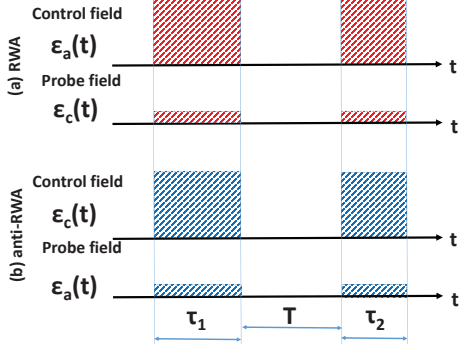 Control field
(a) RWA
εa(t)
t
Probe field
εc(t)
t
(b) anti-RWA
Control field
εc(t)
t
Probe field
εa(t)
t
τ1
T
τ2